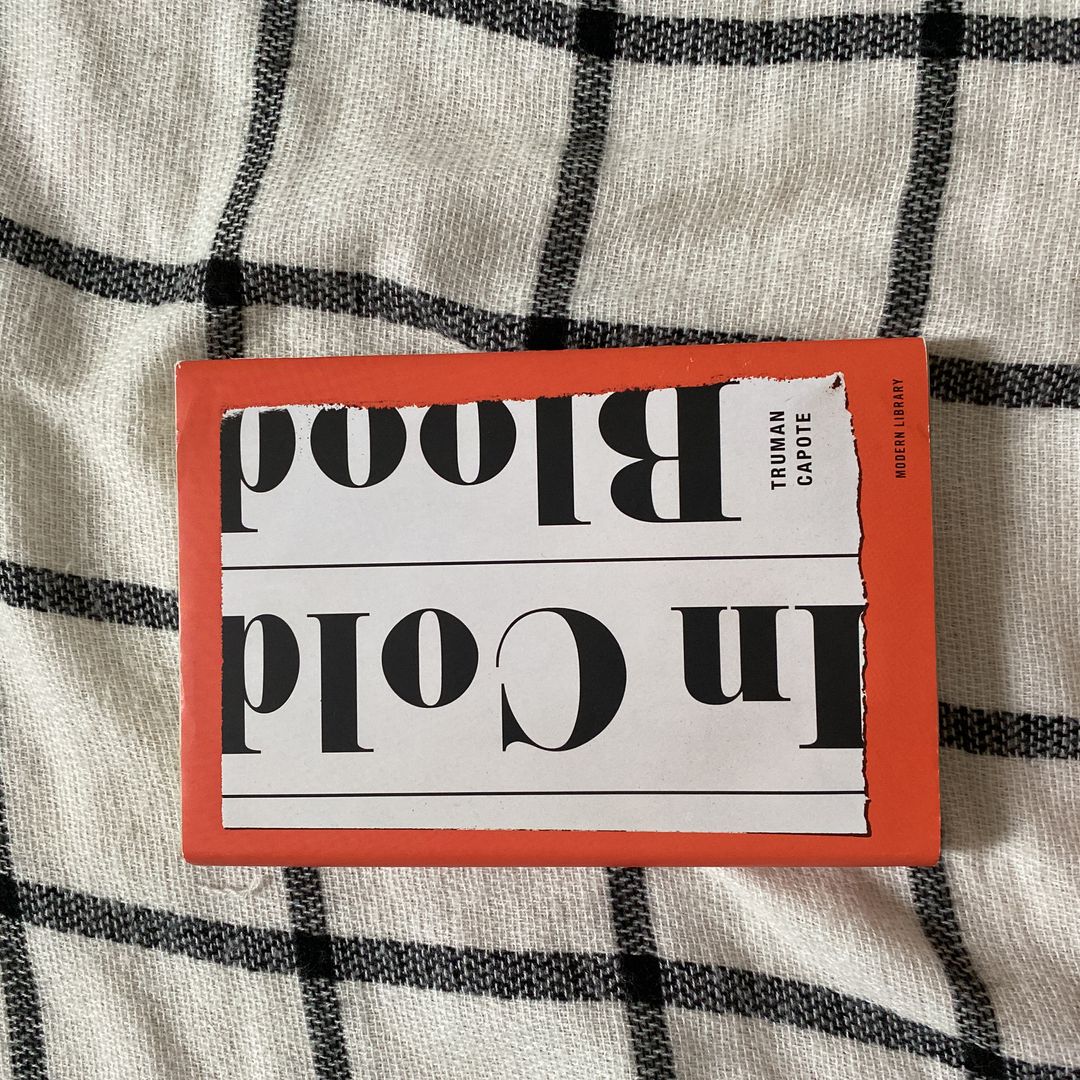 In Cold
Blood
TRUMAN
CAPOTE
MODERN LIBRARY